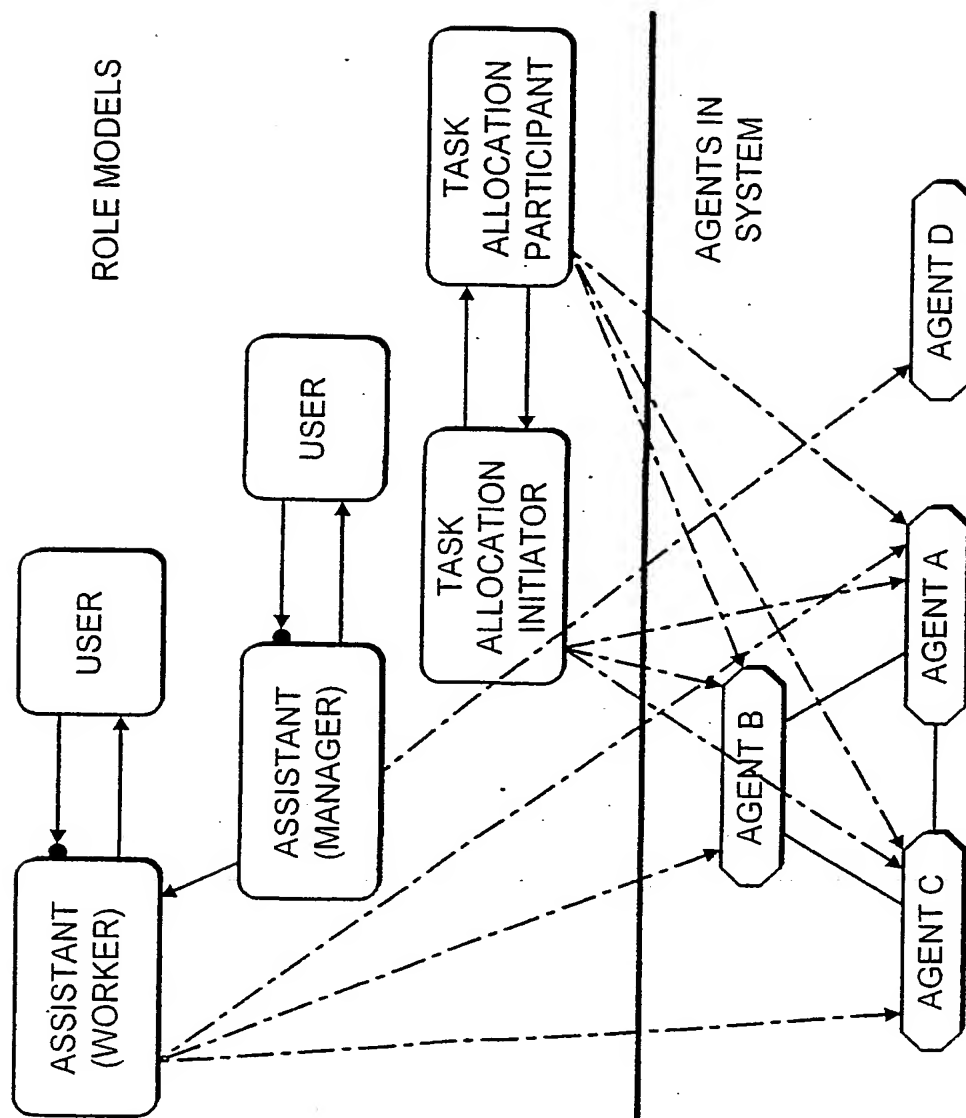 ROLE MODELS
USER
ASSISTANT
(WORKER)
USER
ASSISTANT
(MANAGER)
TASK
ALLOCATION
PARTICIPANT
TASK
ALLOCATION
INITIATOR
AGENTS IN
SYSTEM
AGENT B
AGENT D
AGENT A
AGENT C